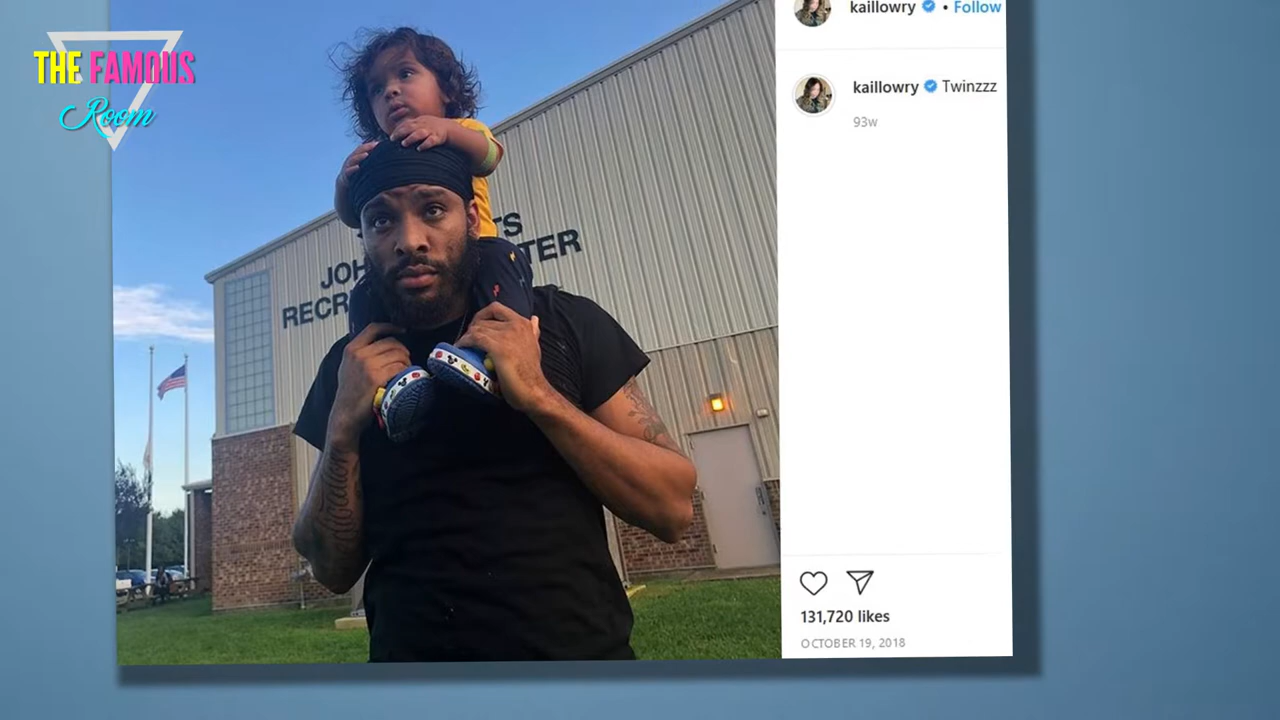 THE FAMOUS
Room
kaillowry • Follow
kaillowry Twinzzz
93w
TS
JOH TER
RECR
131,720 likes
OCTOBER 19, 2018